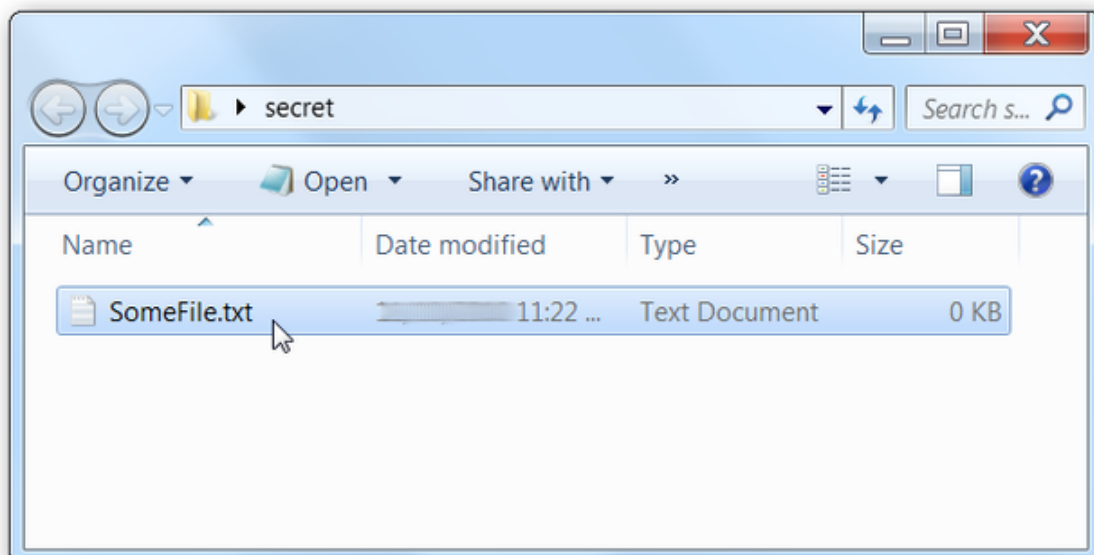 secret Search s...
Organize Open Share with »
Name Date modified Type Size
SomeFile.txt 11:22 ... Text Document 0 KB